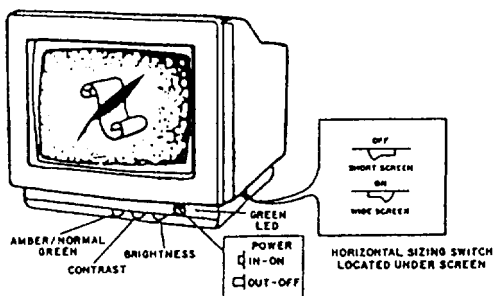 OFF
SHORT SCREEN
ON
WIDE SCREEN
HORIZONTAL SIZING SWITCH
LOCATED UNDER SCREEN
GREEN
LED
POWER
IN-ON
OUT-OFF
BRIGHTNESS
CONTRAST
AMBER/NORMAL
GREEN